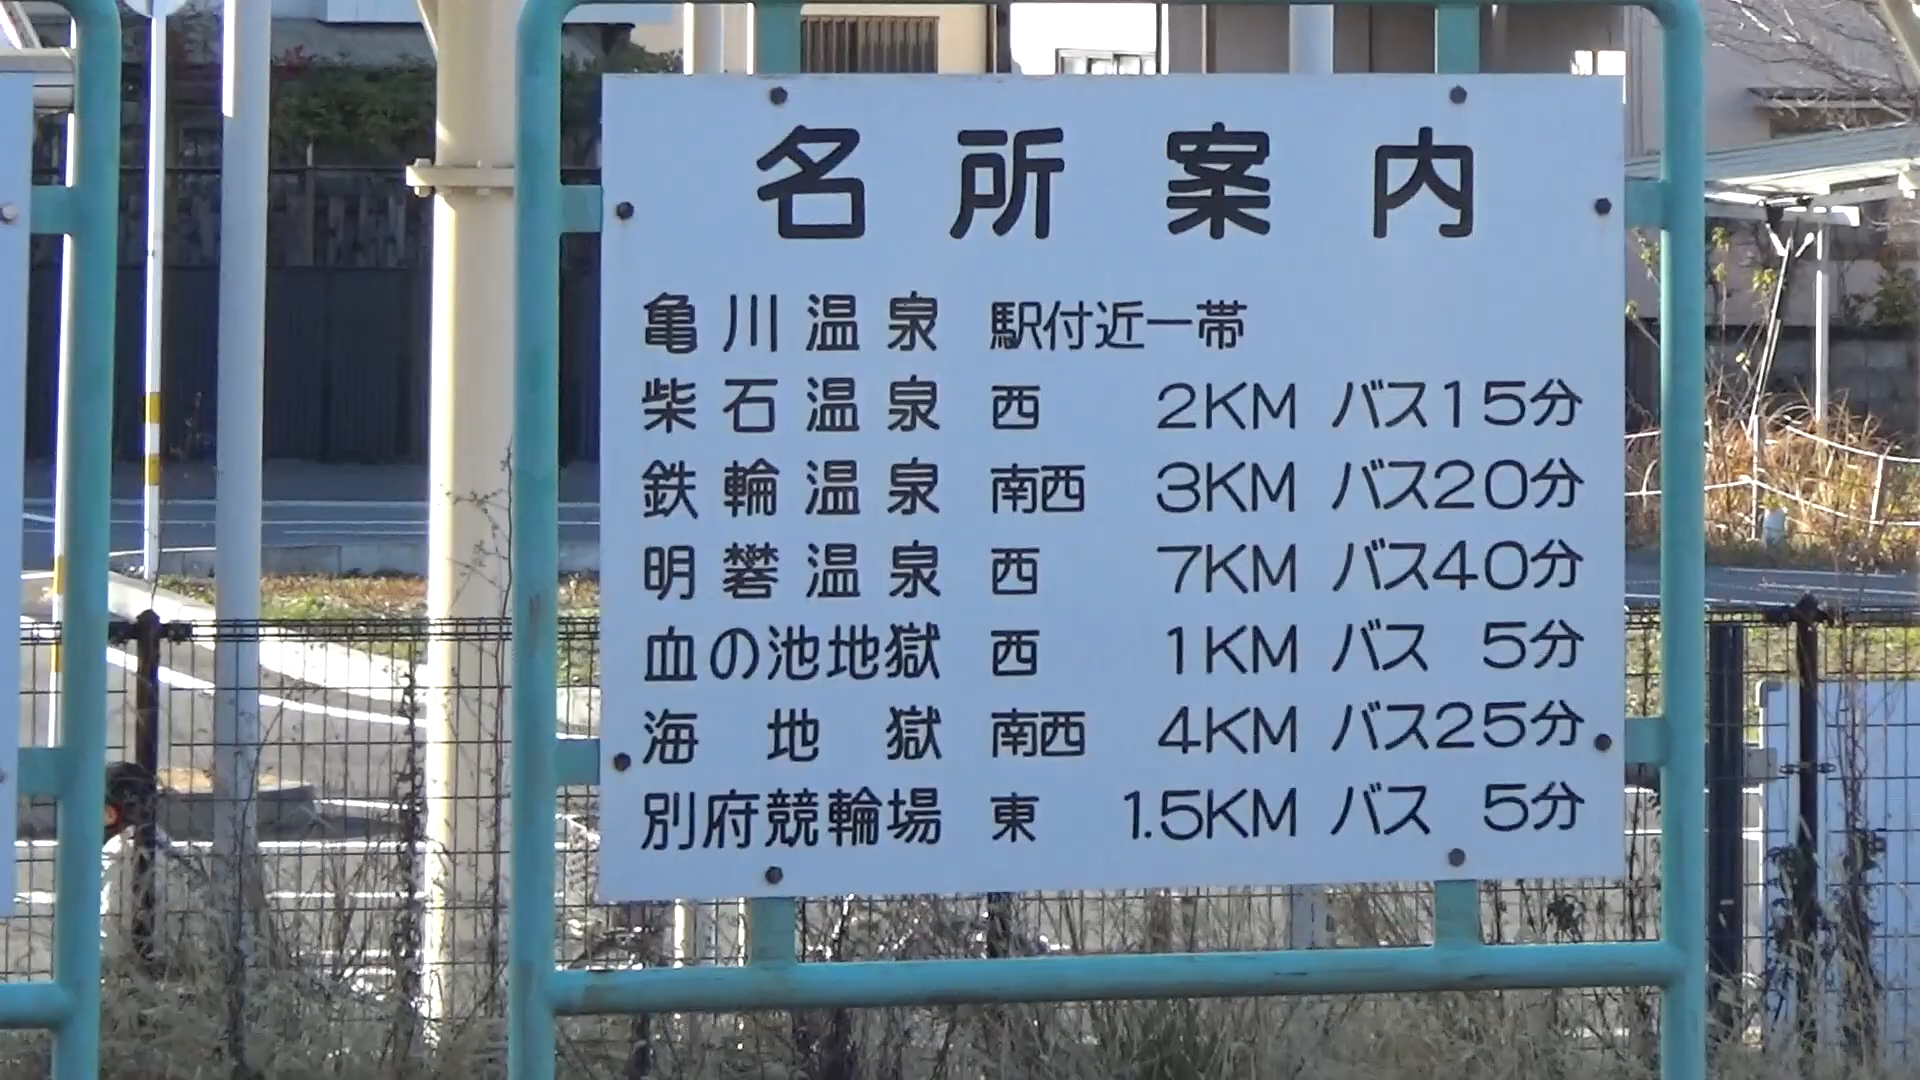 名所案内
亀川温泉 駅付近一帯
柴石温泉 西 2KM バス15分
鉄輪温泉 南西 3KM バス20分
明礬温泉 西 7KM バス40分
血の池地獄 西 1KM バス 5分
海地獄 南西 4KM バス25分
別府競輪場 東 1.5KM バス 5分